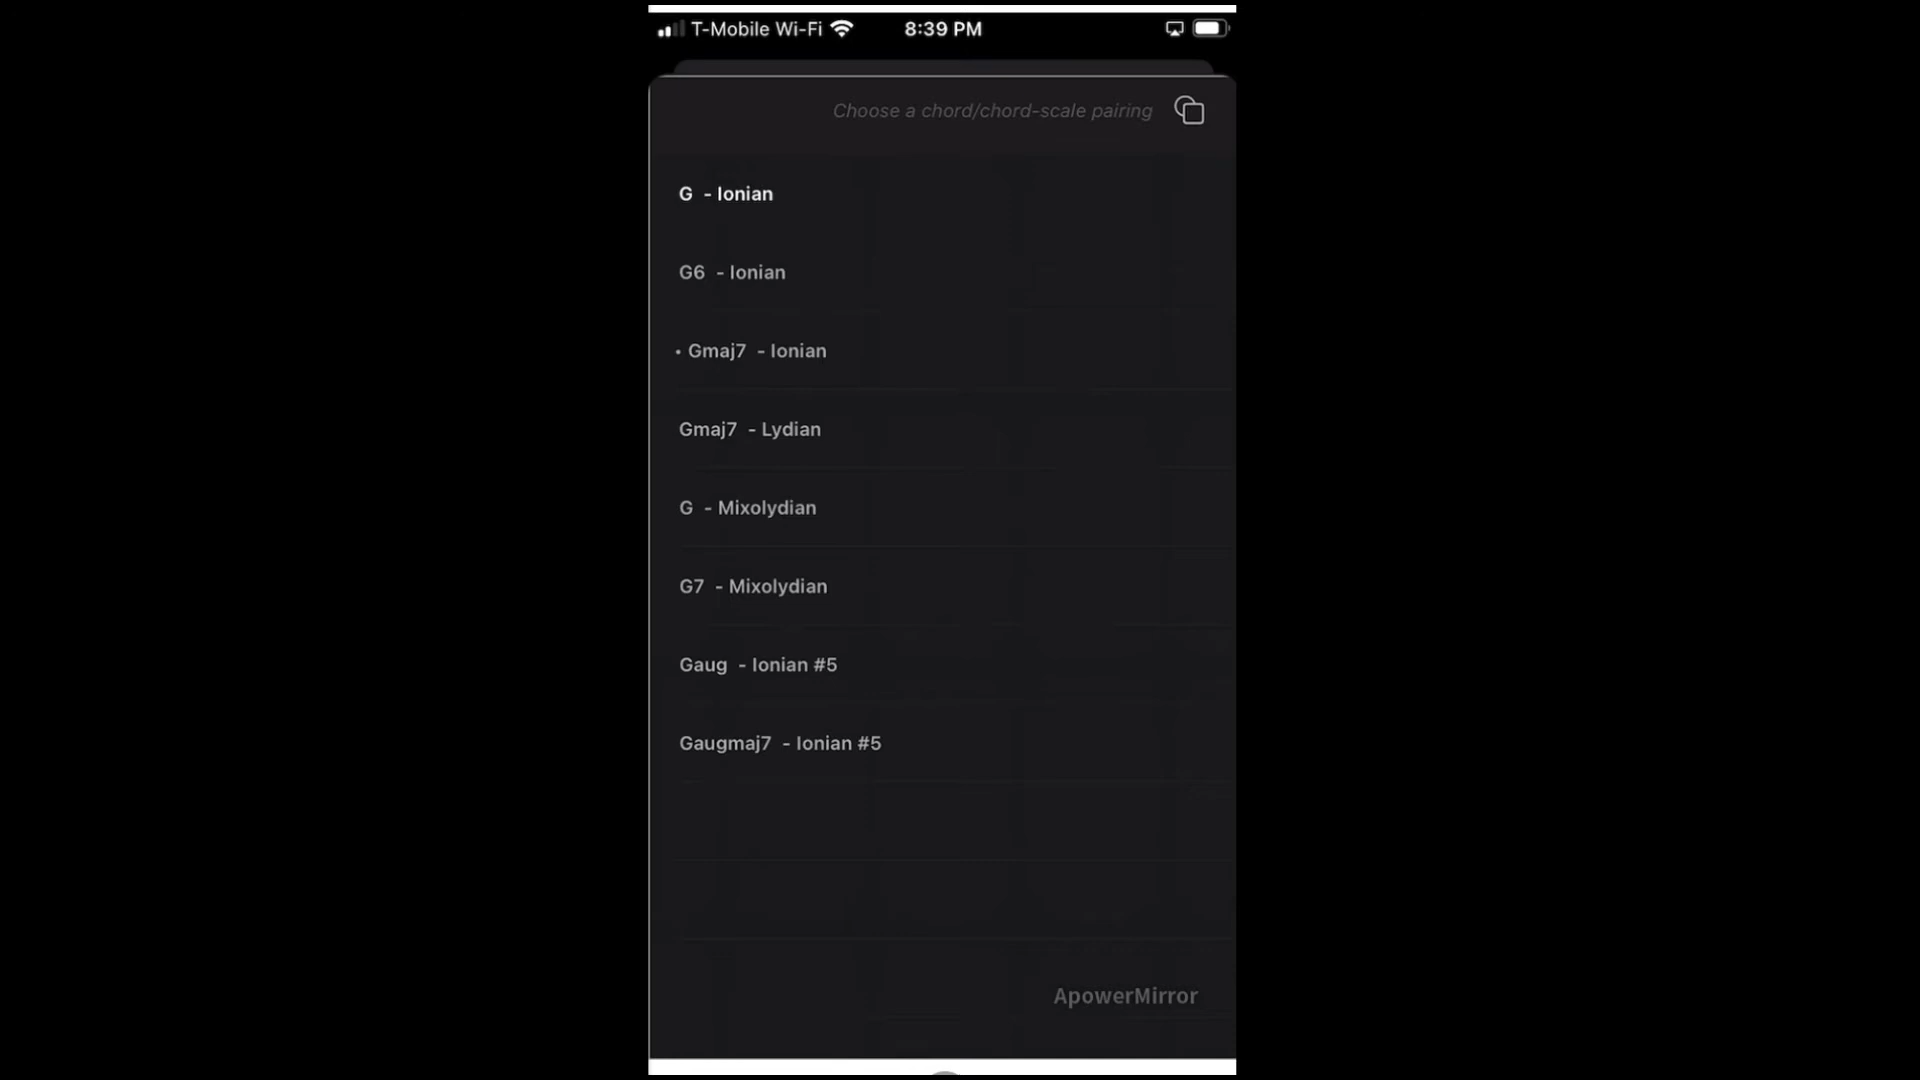 T-Mobile Wi-Fi 8:39 PM
Choose a chord/chord-scale pairing
G - Ionian
G6 - Ionian
• Gmaj7 - Ionian
Gmaj7 - Lydian
G - Mixolydian
G7 - Mixolydian
Gaug - Ionian #5
Gaugmaj7 - Ionian #5
ApowerMirror